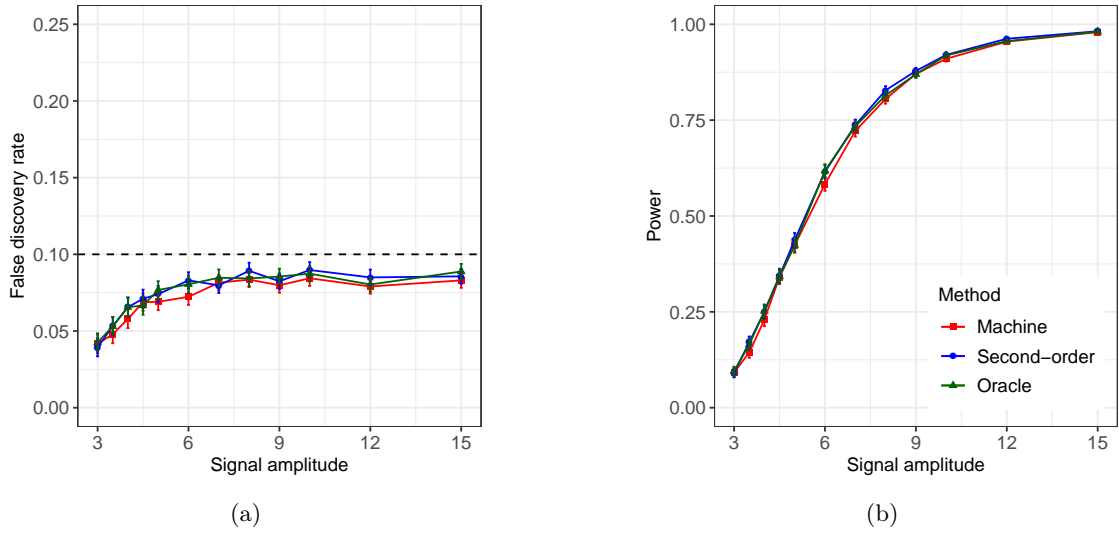 False discovery rate
0.25
0.20
0.15
0.10
0.05
0.00
3 6 9 12 15
Signal amplitude
(a)
Power
1.00
0.75
0.50
0.25
0.00
Method
Machine
Second−order
Oracle
3 6 9 12 15
Signal amplitude
(b)